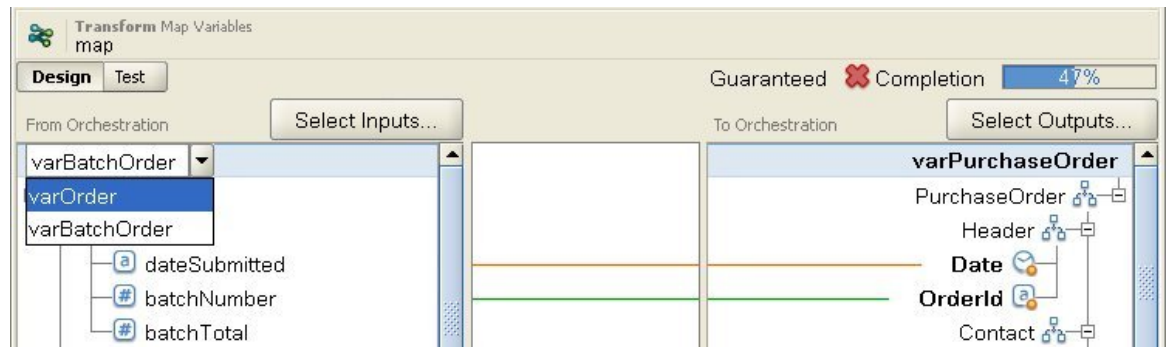 Transform Map Variables
map
Design Test
Guaranteed Completion 47%
From Orchestration Select Inputs...
To Orchestration Select Outputs...
varBatchOrder
varOrder
varBatchOrder
dateSubmitted
batchNumber
batchTotal
varPurchaseOrder
PurchaseOrder
Header
Date
OrderId
Contact